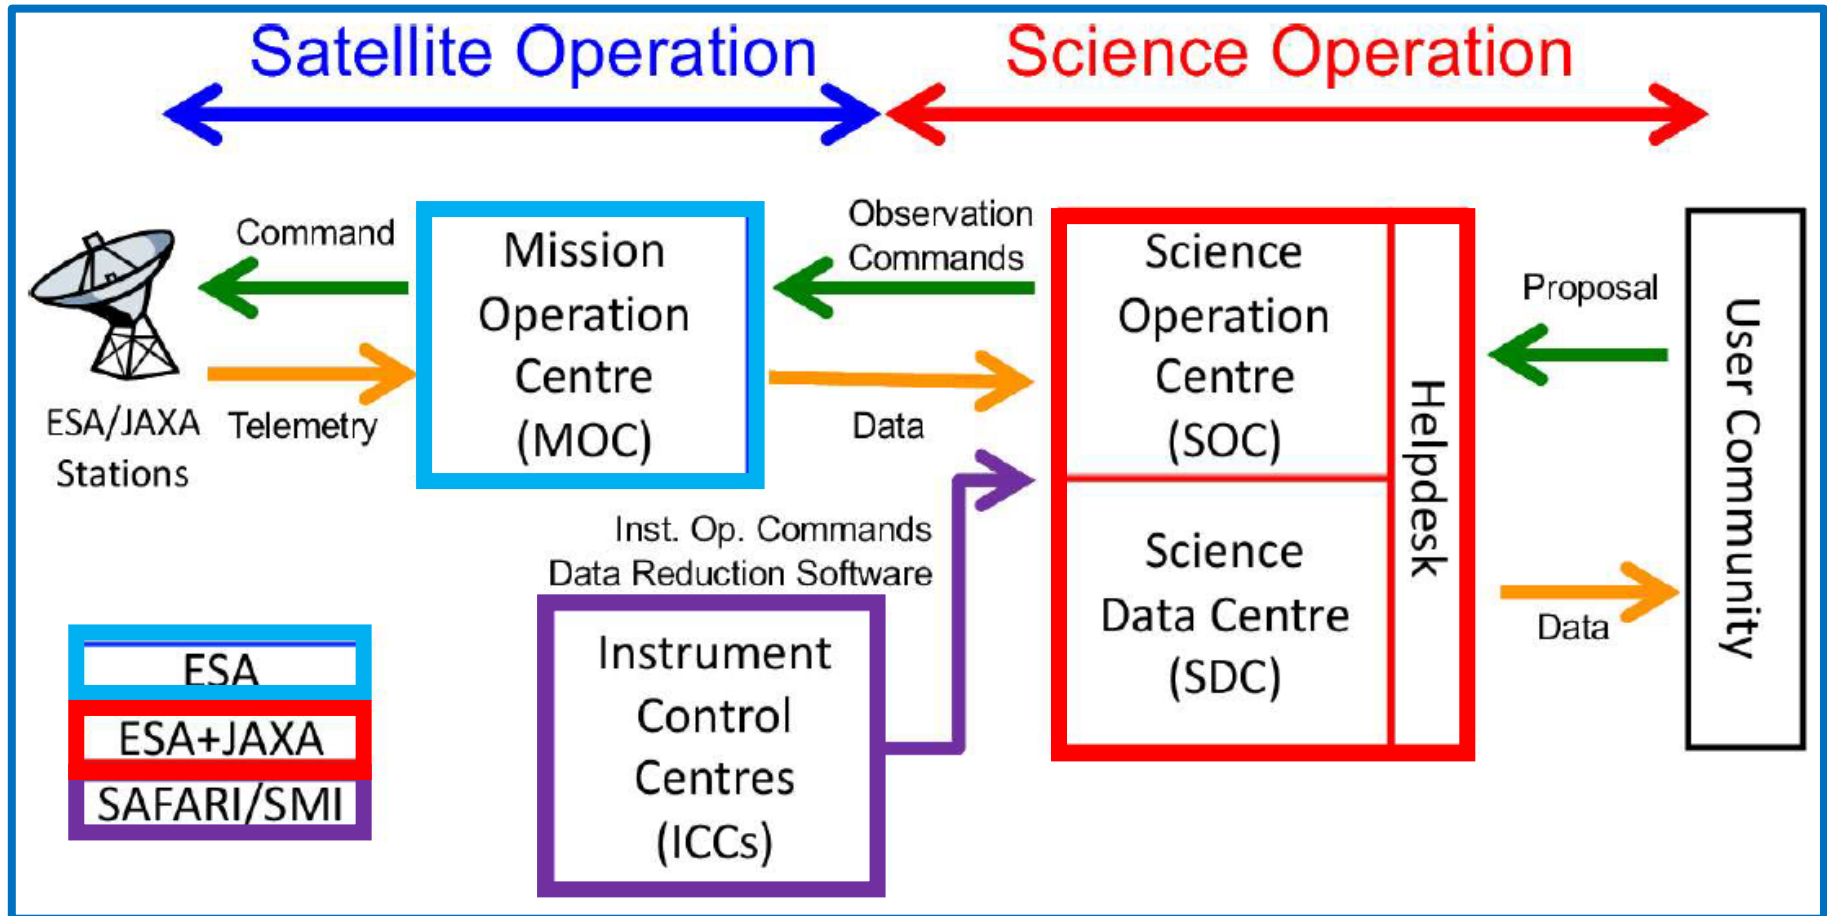 Satellite Operation
Science Operation
Command
Mission
Operation
Centre
(MOC)
Observation
Commands
Science
Operation
Centre
(SOC)
Helpdesk
Proposal
User Community
ESA/JAXA
Stations
Telemetry
Data
Inst. Op. Commands
Data Reduction Software
Science
Data Centre
(SDC)
Data
Instrument
Control
Centres
(ICCs)
ESA
ESA+JAXA
SAFARI/SMI